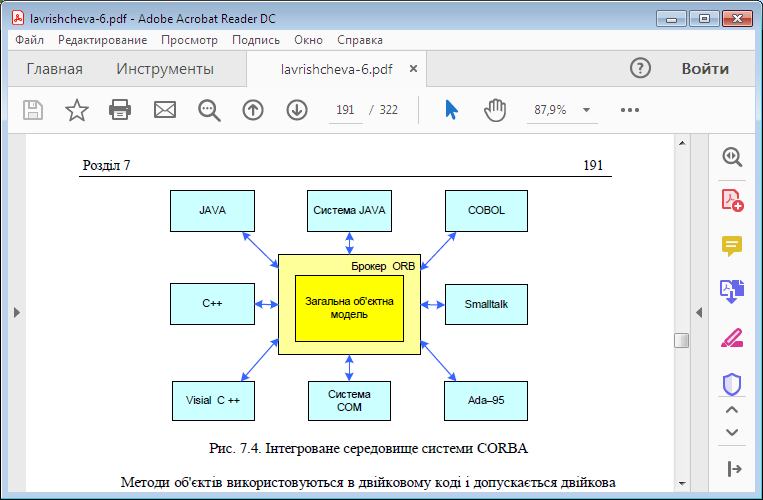 lavrishcheva-6.pdf - Adobe Acrobat Reader DC
Файл Редактирование Просмотр Подпись Окно Справка
Главная Инструменты lavrishcheva-6.pdf × ? Войти
191 / 322 87,9%
Розділ 7 191
JAVA Система JAVA COBOL
Брокер ORB
C++ Загальна об'єктна Smalltalk
модель
Visial C ++ Система Ada–95
COM
Рис. 7.4. Інтегроване середовище системи CORBA
Методи об'єктів використовуються в двійковому коді і допускається двійкова